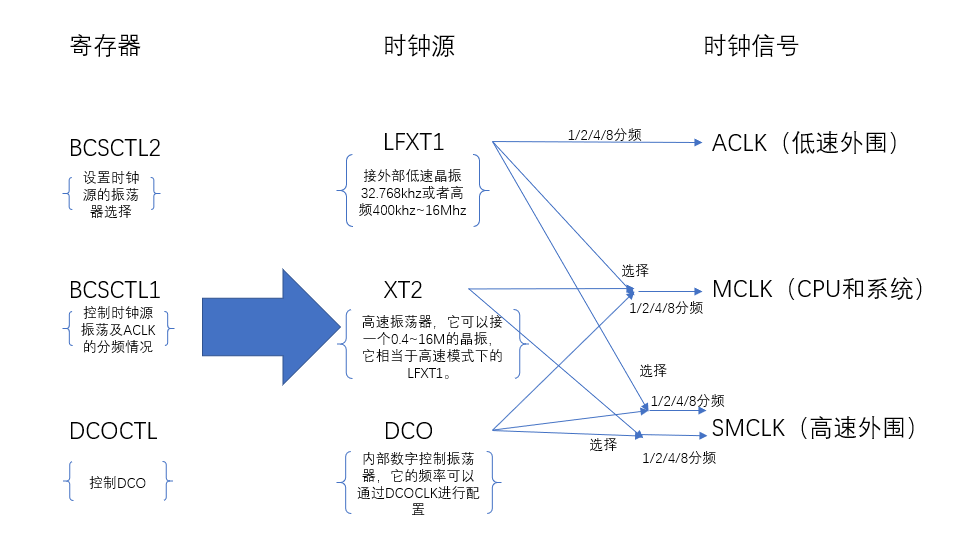 寄存器
时钟源
时钟信号
BCSCTL2
设置时钟
源的振荡
器选择
LFXT1
接外部低速晶振
32.768khz或者高
频400khz~16Mhz
1/2/4/8分频
ACLK（低速外围）
BCSCTL1
控制时钟源
振荡及ACLK
的分频情况
XT2
高速振荡器，它可以接
一个0.4~16M的晶振，
它相当于高速模式下的
LFXT1。
选择
1/2/4/8分频
MCLK（CPU和系统）
DCOCTL
控制DCO
DCO
内部数字控制振荡
器，它的频率可以
通过DCOCLK进行配
置
选择
1/2/4/8分频
选择
1/2/4/8分频
SMCLK（高速外围）